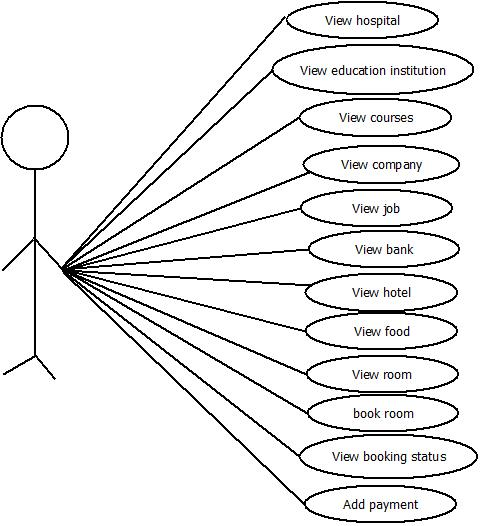 View hospital
View education institution
View courses
View company
View job
View bank
View hotel
View food
View room
book room
View booking status
Add payment